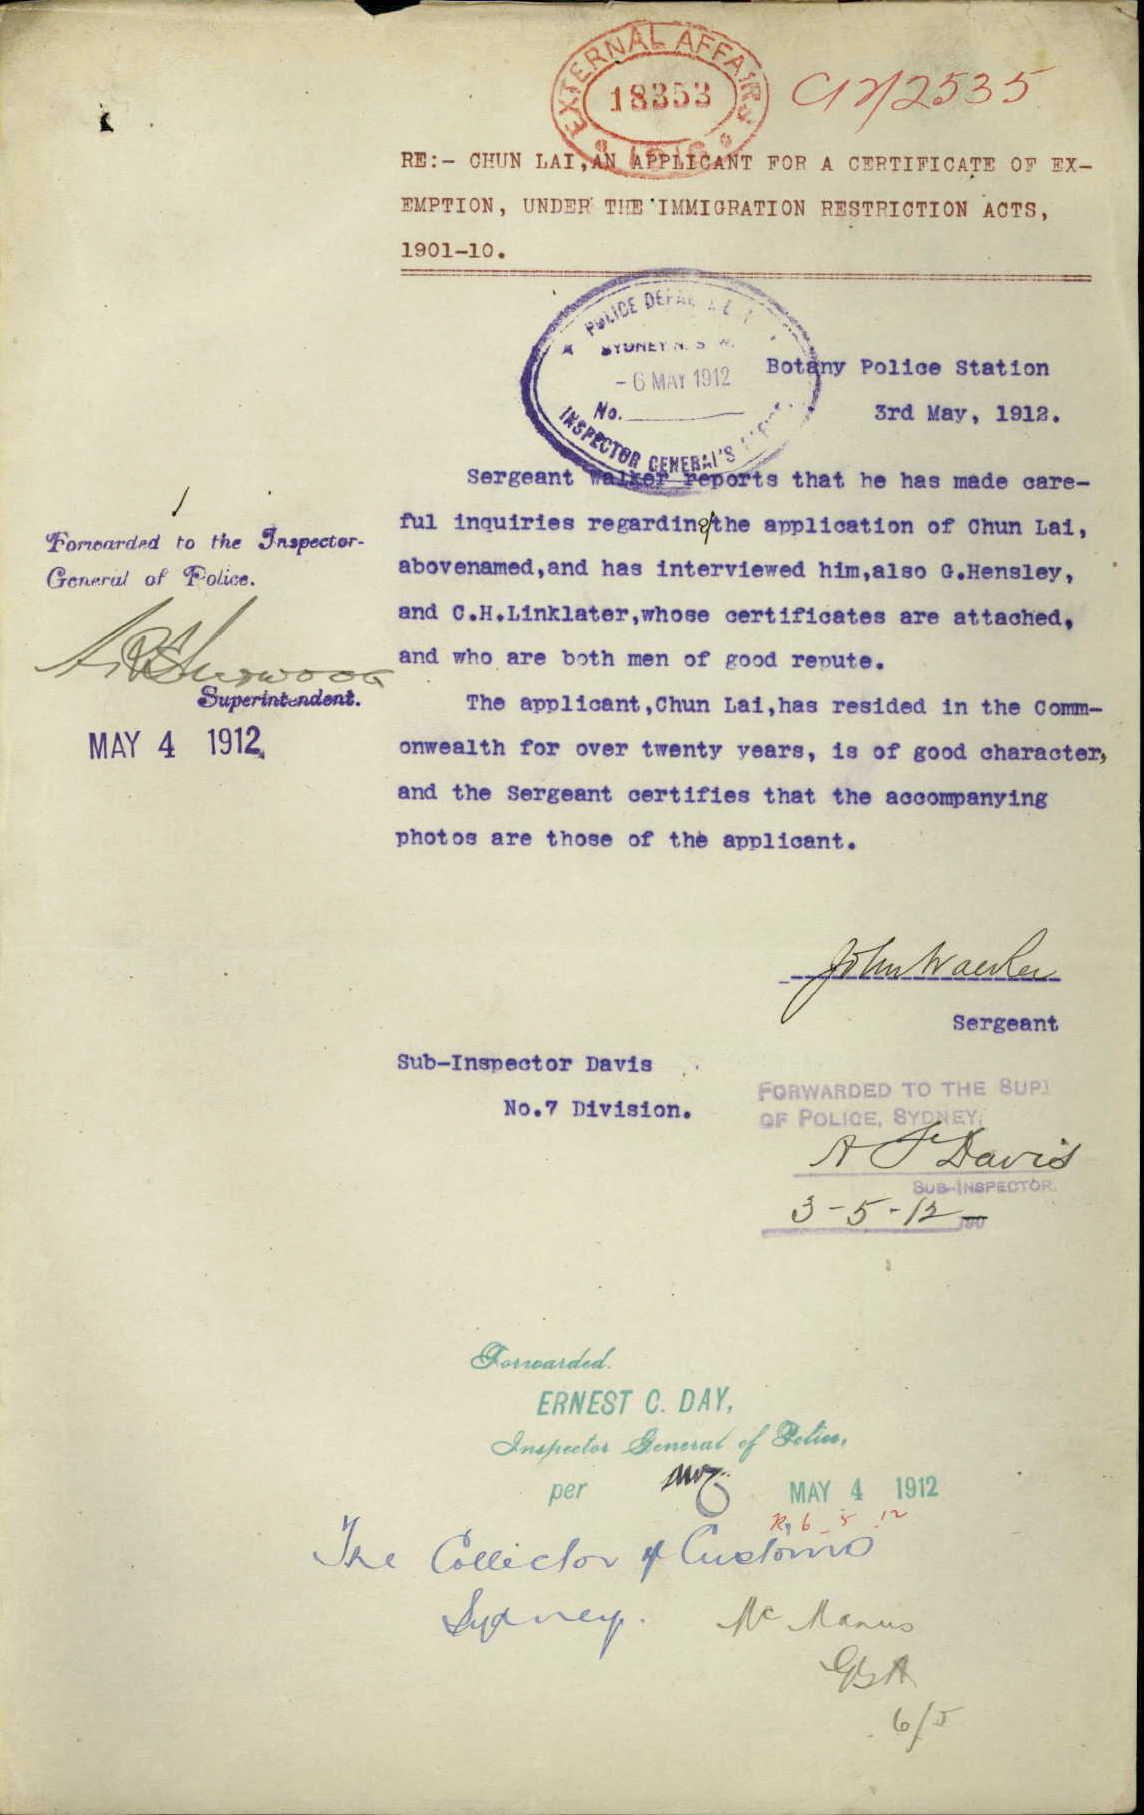 EXTERNAL AFFAIRS
18353
C12/2535
RE:- CHUN LAI,AN APPLICANT FOR A CERTIFICATE OF EX-
EMPTION, UNDER THE IMMIGRATION RESTRICTION ACTS,
1901-10.
POLICE
SYDNEY N. S. W.
- 6 MAY 1912
No.
INSPECTOR GENERAL'S
Botany Police Station
3rd May, 1912.
Sergeant Walker reports that he has made care-
ful inquiries regarding the application of Chun Lai,
abovenamed,and has interviewed him,also G.Hensley,
and C.H.Linklater,whose certificates are attached,
and who are both men of good repute.
The applicant,Chun Lai,has resided in the Comm-
onwealth for over twenty years, is of good character,
and the Sergeant certifies that the accompanying
photos are those of the applicant.
Forwarded to the Inspector-
General of Police.
Superintendent.
MAY 4 1912
John Walker
Sergeant
Sub-Inspector Davis
No.7 Division.
FORWARDED TO THE SUPT
OF POLICE, SYDNEY.
A F Davis
SUB-INSPECTOR.
3-5-12 190
Forwarded.
ERNEST C. DAY,
Inspector General of Police,
per
MAY 4 1912
6 - 5 . 12
The Collector of Customs
Sydney.
Mc Manus
6/5